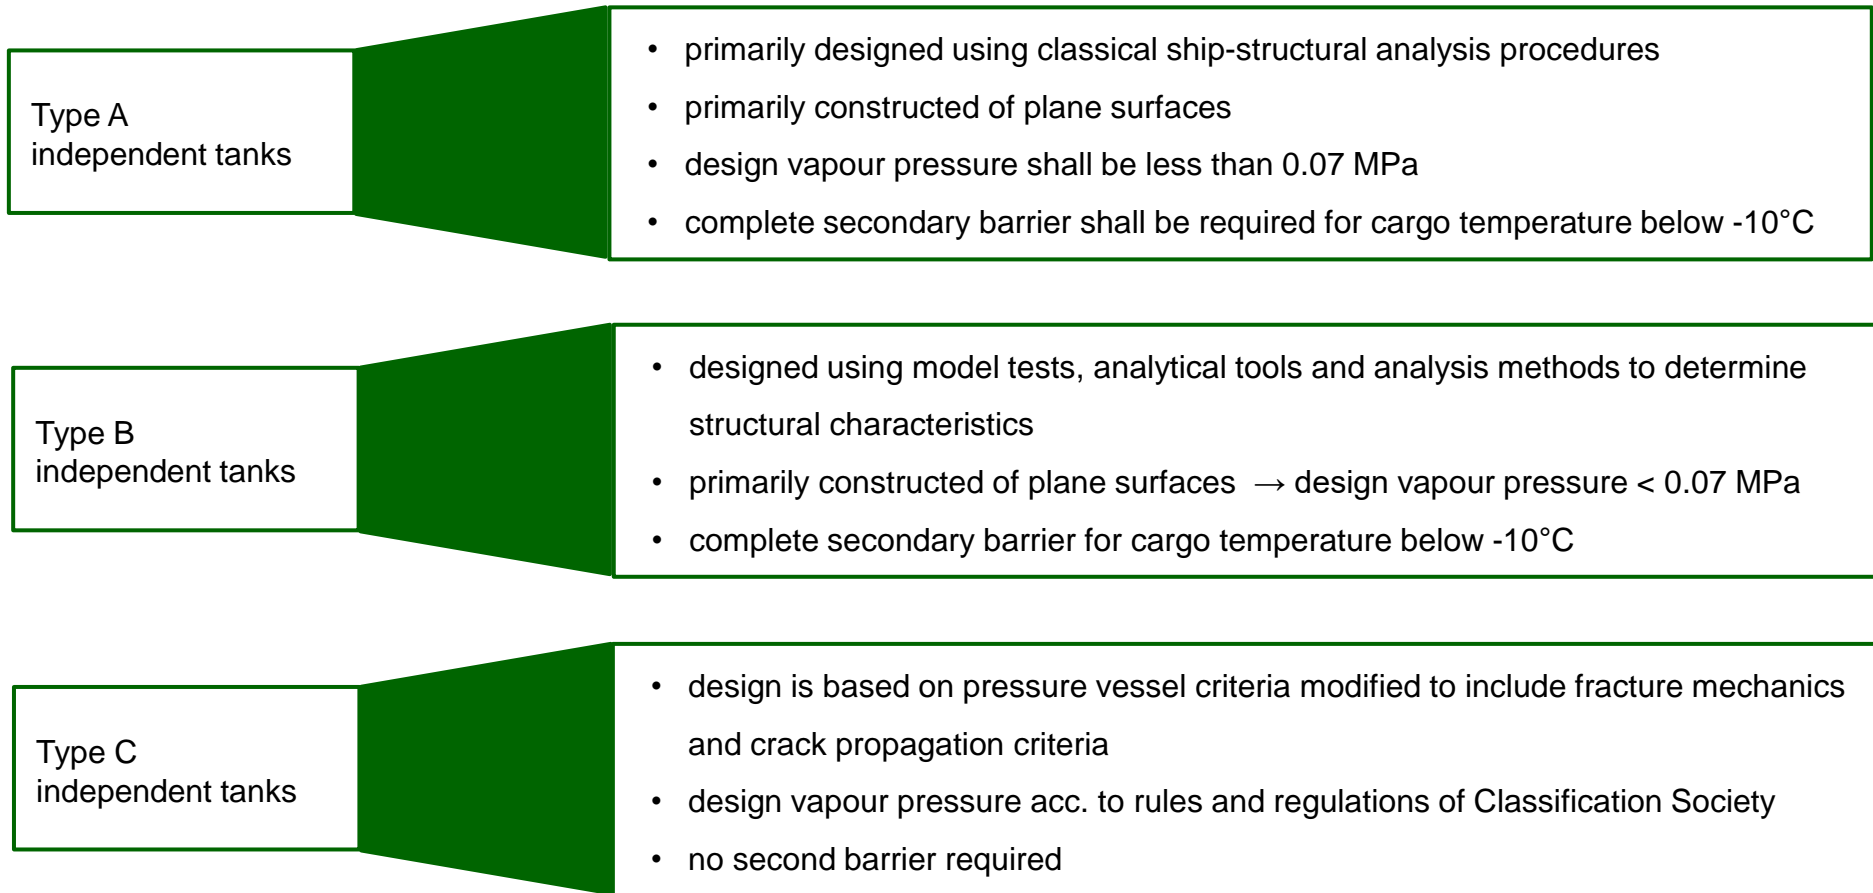 Type A
independent tanks
• primarily designed using classical ship-structural analysis procedures
• primarily constructed of plane surfaces
• design vapour pressure shall be less than 0.07 MPa
• complete secondary barrier shall be required for cargo temperature below -10°C
Type B
independent tanks
• designed using model tests, analytical tools and analysis methods to determine
structural characteristics
• primarily constructed of plane surfaces → design vapour pressure < 0.07 MPa
• complete secondary barrier for cargo temperature below -10°C
Type C
independent tanks
• design is based on pressure vessel criteria modified to include fracture mechanics
and crack propagation criteria
• design vapour pressure acc. to rules and regulations of Classification Society
• no second barrier required